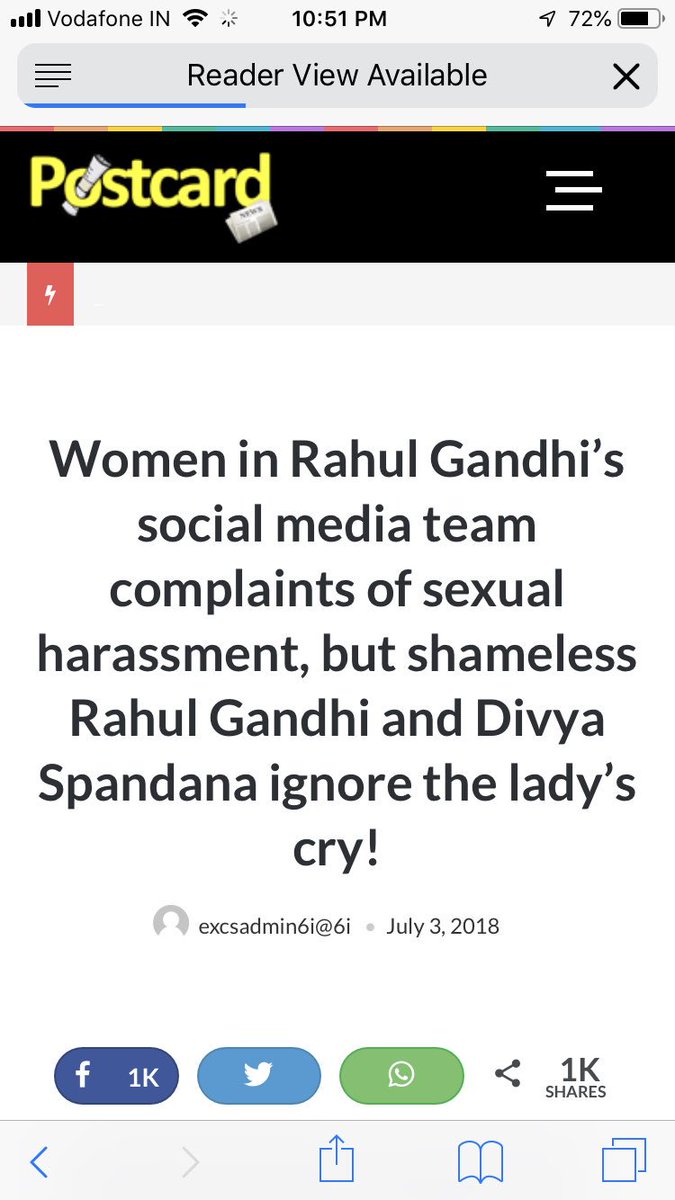 Vodafone IN 10:51 PM 72%
Reader View Available
Postcard
NEWS
Women in Rahul Gandhi’s
social media team
complaints of sexual
harassment, but shameless
Rahul Gandhi and Divya
Spandana ignore the lady’s
cry!
excsadmin6i@6i • July 3, 2018
1K
1K
SHARES